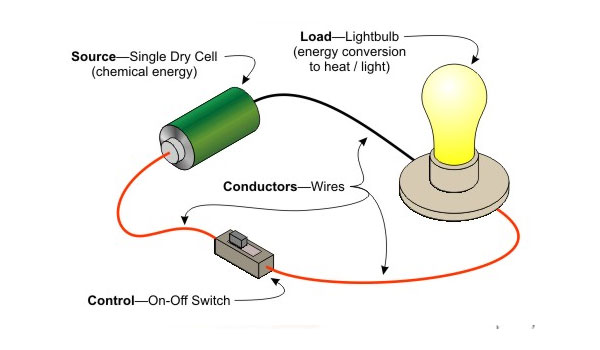 Source—Single Dry Cell
(chemical energy)
Load—Lightbulb
(energy conversion
to heat / light)
Conductors—Wires
Control—On-Off Switch